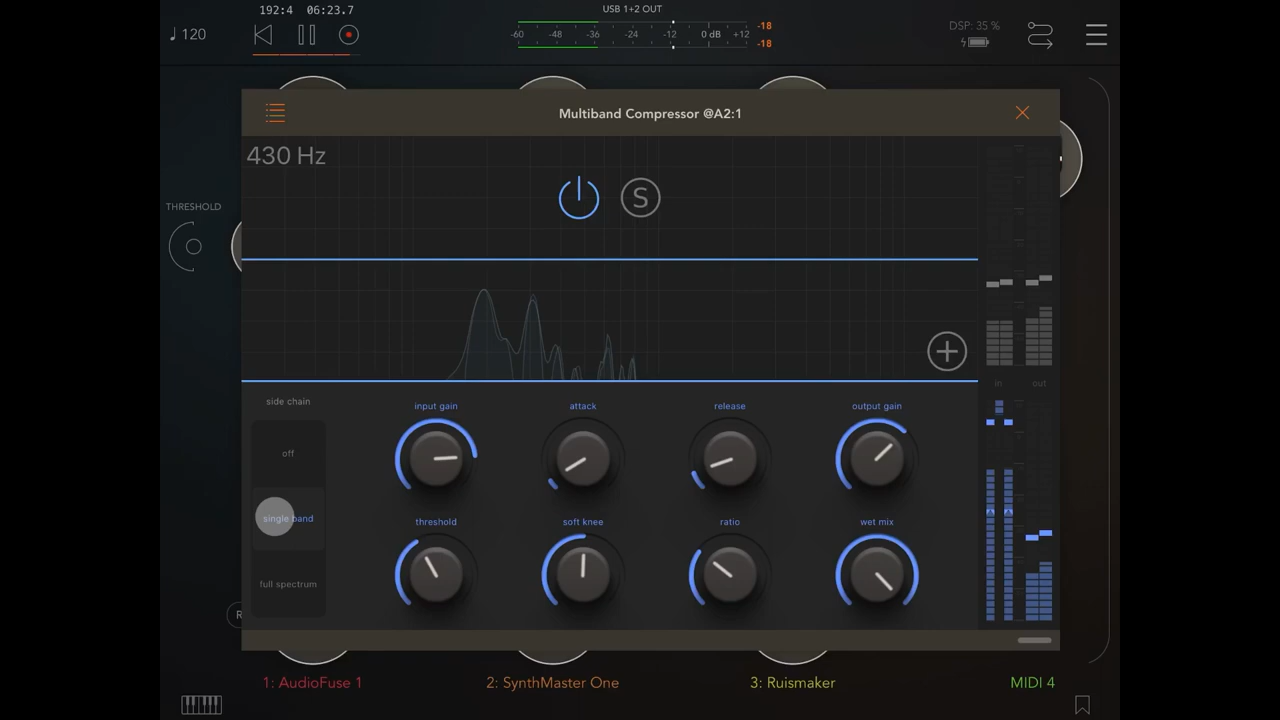 192:4 06:23.7
USB 1+2 OUT
120
-60 -48 -36 -24 -12 0 dB +12
-18
-18
DSP: 35 %
Multiband Compressor @A2:1
430 Hz
S
THRESHOLD
in out
side chain
off
single band
full spectrum
input gain attack release output gain
threshold soft knee ratio wet mix
R
1: AudioFuse 1 2: SynthMaster One 3: Ruismaker MIDI 4